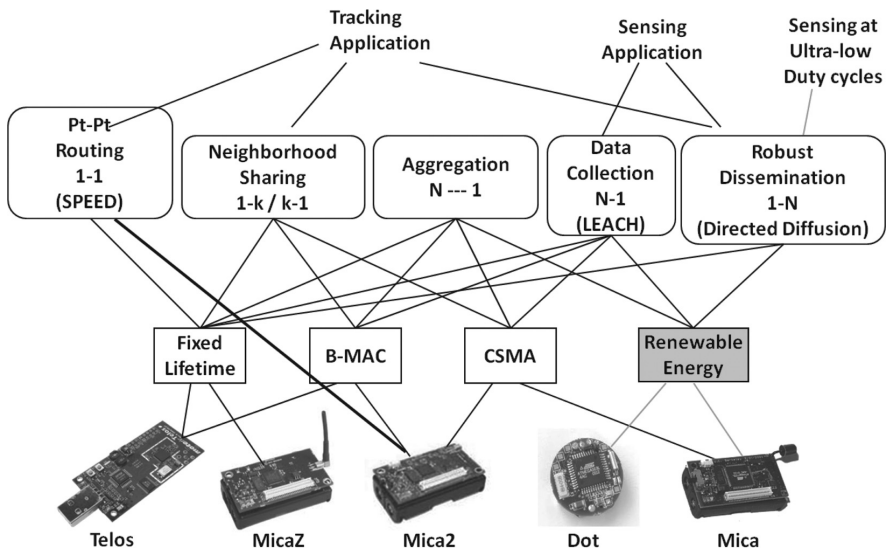 Tracking
Application
Sensing
Application
Sensing at
Ultra-low
Duty cycles
Pt-Pt
Routing
1-1
(SPEED)
Neighborhood
Sharing
1-k / k-1
Aggregation
N --- 1
Data
Collection
N-1
(LEACH)
Robust
Dissemination
1-N
(Directed Diffusion)
Fixed
Lifetime
B-MAC
CSMA
Renewable
Energy
Telos
MicaZ
Mica2
Dot
Mica